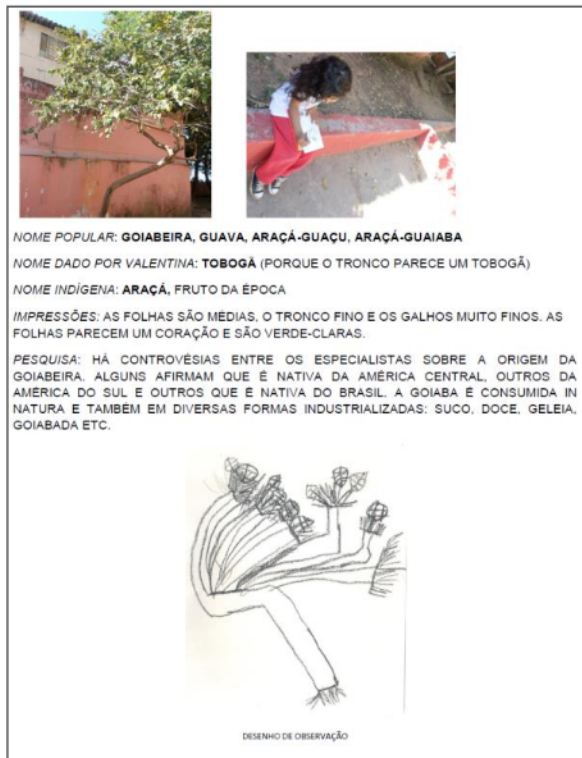 NOME POPULAR: GOIABEIRA, GUAVA, ARAÇÁ-GUAÇU, ARAÇÁ-GUAIABA
NOME DADO POR VALENTINA: TOBOGÃ (PORQUE O TRONCO PARECE UM TOBOGÃ)
NOME INDÍGENA: ARAÇÁ, FRUTO DA ÉPOCA
IMPRESSÕES: AS FOLHAS SÃO MÉDIAS, O TRONCO FINO E OS GALHOS MUITO FINOS. AS
FOLHAS PARECEM UM CORAÇÃO E SÃO VERDE-CLARAS.
PESQUISA: HÁ CONTROVÉSIAS ENTRE OS ESPECIALISTAS SOBRE A ORIGEM DA
GOIABEIRA. ALGUNS AFIRMAM QUE É NATIVA DA AMÉRICA CENTRAL, OUTROS DA
AMÉRICA DO SUL E OUTROS QUE É NATIVA DO BRASIL. A GOIABA É CONSUMIDA IN
NATURA E TAMBÉM EM DIVERSAS FORMAS INDUSTRIALIZADAS: SUCO, DOCE, GELEIA,
GOIABADA ETC.
DESENHO DE OBSERVAÇÃO